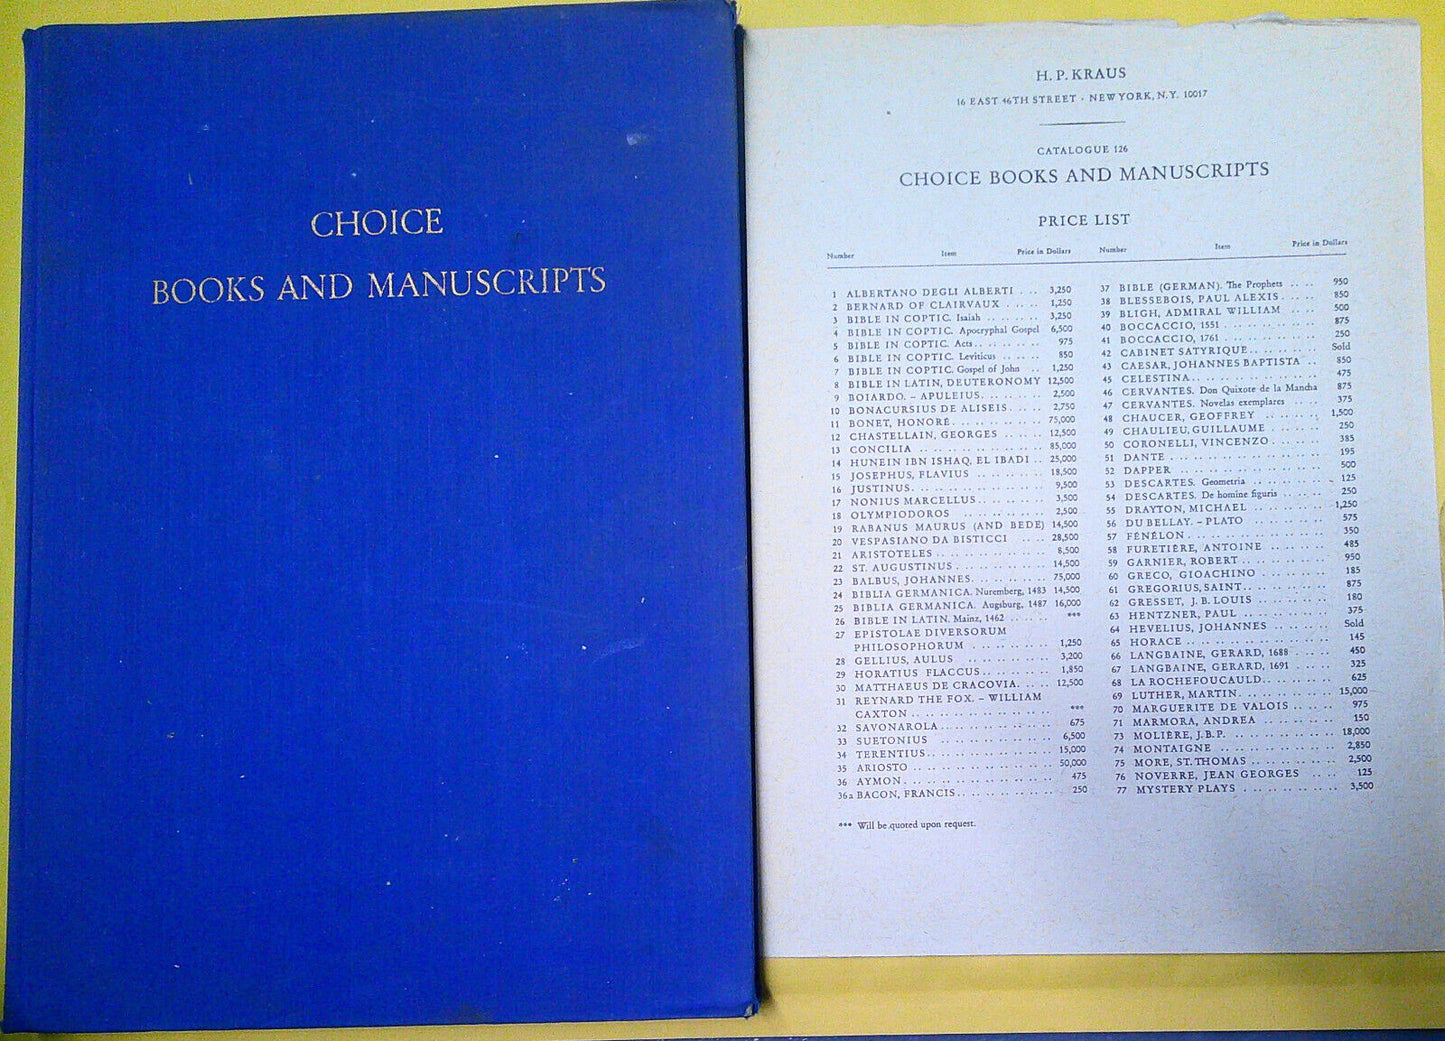 CHOICE
BOOKS AND MANUSCRIPTS
H. P. KRAUS
16 EAST 46TH STREET · NEW YORK, N.Y. 10017
CATALOGUE 126
CHOICE BOOKS AND MANUSCRIPTS
PRICE LIST
Number Item Price in Dollars
1 ALBERTANO DEGLI ALBERTI . . 3,250
2 BERNARD OF CLAIRVAUX . . . . 1,250
3 BIBLE IN COPTIC. Isaiah . . . . . . . 3,250
4 BIBLE IN COPTIC. Apocryphal Gospel 6,500
5 BIBLE IN COPTIC. Acts . . . . . . . . 975
6 BIBLE IN COPTIC. Leviticus . . . . . 850
7 BIBLE IN COPTIC. Gospel of John . . 1,250
8 BIBLE IN LATIN, DEUTERONOMY 12,500
9 BOIARDO. – APULEIUS . . . . . . . 2,500
10 BONACURSIUS DE ALISEIS . . . . 2,750
11 BONET, HONORÉ . . . . . . . . . . 75,000
12 CHASTELLAIN, GEORGES . . . . . 12,500
13 CONCILIA . . . . . . . . . . . . . . 85,000
14 HUNEIN IBN ISHAQ, EL IBADI . . 25,000
15 JOSEPHUS, FLAVIUS . . . . . . . . 18,500
16 JUSTINUS . . . . . . . . . . . . . . 9,500
17 NONIUS MARCELLUS . . . . . . . 3,500
18 OLYMPIODOROS . . . . . . . . . 2,500
19 RABANUS MAURUS (AND BEDE) 14,500
20 VESPASIANO DA BISTICCI . . . . 28,500
21 ARISTOTELES . . . . . . . . . . . . 8,500
22 ST. AUGUSTINUS . . . . . . . . . . 14,500
23 BALBUS, JOHANNES . . . . . . . . 75,000
24 BIBLIA GERMANICA. Nuremberg, 1483 14,500
25 BIBLIA GERMANICA. Augsburg, 1487 16,000
26 BIBLE IN LATIN. Mainz, 1462 . . . . . ***
27 EPISTOLAE DIVERSORUM
PHILOSOPHORUM . . . . . . . . . 1,250
28 GELLIUS, AULUS . . . . . . . . . 3,200
29 HORATIUS FLACCUS . . . . . . . 1,850
30 MATTHAEUS DE CRACOVIA . . . . 12,500
31 REYNARD THE FOX. – WILLIAM
CAXTON . . . . . . . . . . . . . . . ***
32 SAVONAROLA . . . . . . . . . . . . 675
33 SUETONIUS . . . . . . . . . . . . 6,500
34 TERENTIUS . . . . . . . . . . . . . 15,000
35 ARIOSTO . . . . . . . . . . . . . . . 50,000
36 AYMON . . . . . . . . . . . . . . . . 475
36a BACON, FRANCIS . . . . . . . . . . 250
Number Item Price in Dollars
37 BIBLE (GERMAN). The Prophets . . . . 950
38 BLESSEBOIS, PAUL ALEXIS . . . . . 850
39 BLIGH, ADMIRAL WILLIAM . . . . 500
40 BOCCACCIO, 1551 . . . . . . . . . . 875
41 BOCCACCIO, 1761 . . . . . . . . . . 250
42 CABINET SATYRIQUE . . . . . . . . Sold
43 CAESAR, JOHANNES BAPTISTA . . 850
45 CELESTINA . . . . . . . . . . . . . . 475
46 CERVANTES. Don Quixote de la Mancha 875
47 CERVANTES. Novelas exemplares . . . . 375
48 CHAUCER, GEOFFREY . . . . . . . 1,500
49 CHAULIEU, GUILLAUME . . . . . . 250
50 CORONELLI, VINCENZO . . . . . . 385
51 DANTE . . . . . . . . . . . . . . . . 195
52 DAPPER . . . . . . . . . . . . . . . 500
53 DESCARTES. Geometria . . . . . . . . . 125
54 DESCARTES. De homine figuris . . . . . 250
55 DRAYTON, MICHAEL . . . . . . . . 1,250
56 DU BELLAY. – PLATO . . . . . . . . 575
57 FÉNÉLON . . . . . . . . . . . . . . . 350
58 FURETIÈRE, ANTOINE . . . . . . . 485
59 GARNIER, ROBERT . . . . . . . . . 950
60 GRECO, GIOACHINO . . . . . . . . 185
61 GREGORIUS, SAINT . . . . . . . . . 875
62 GRESSET, J. B. LOUIS . . . . . . . . 180
63 HENTZNER, PAUL . . . . . . . . . . 375
64 HEVELIUS, JOHANNES . . . . . . . Sold
65 HORACE . . . . . . . . . . . . . . . . 145
66 LANGBAINE, GERARD, 1688 . . . . . 450
67 LANGBAINE, GERARD, 1691 . . . . . 325
68 LA ROCHEFOUCAULD . . . . . . . . 625
69 LUTHER, MARTIN . . . . . . . . . . 15,000
70 MARGUERITE DE VALOIS . . . . . 975
71 MARMORA, ANDREA . . . . . . . . 150
73 MOLIÈRE, J. B. P. . . . . . . . . . . 18,000
74 MONTAIGNE . . . . . . . . . . . . . 2,850
75 MORE, ST. THOMAS . . . . . . . . . 2,500
76 NOVERRE, JEAN GEORGES . . . . 125
77 MYSTERY PLAYS . . . . . . . . . . 3,500
*** Will be quoted upon request.